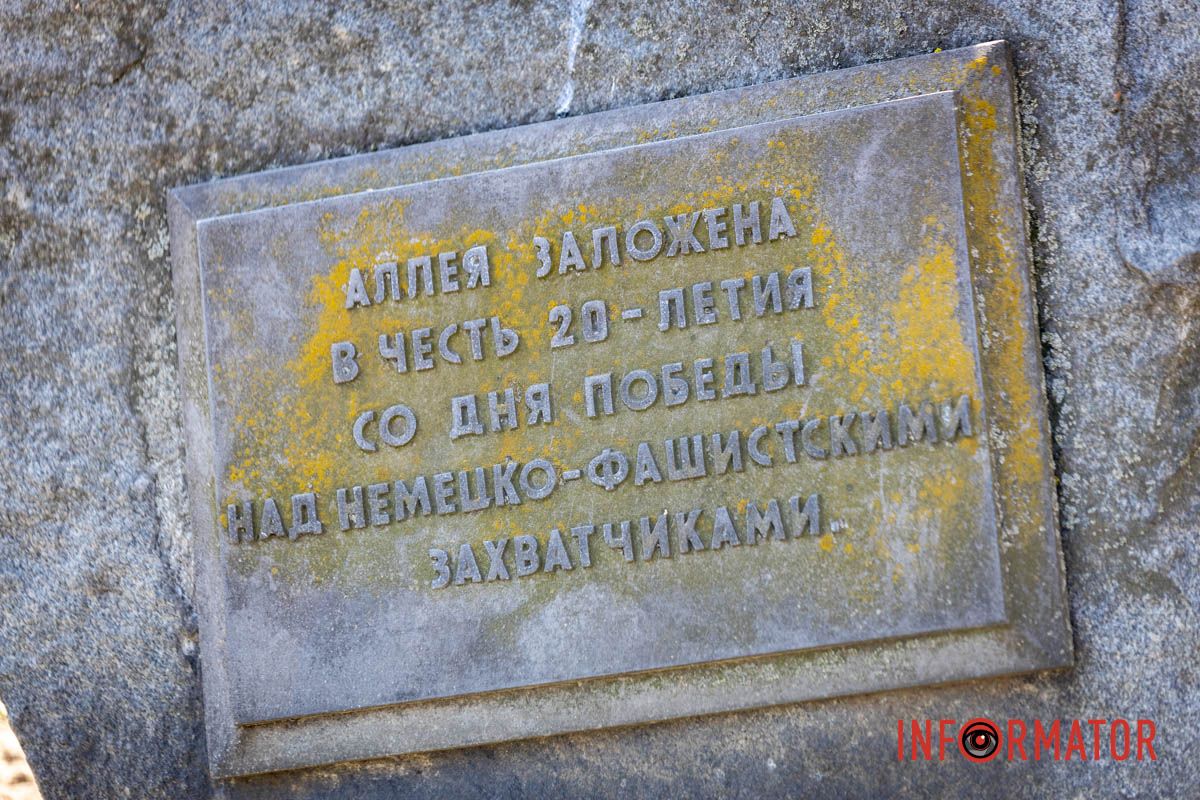 АЛЛЕЯ ЗАЛОЖЕНА
В ЧЕСТЬ 20-ЛЕТИЯ
СО ДНЯ ПОБЕДЫ
НАД НЕМЕЦКО-ФАШИСТСКИМИ
ЗАХВАТЧИКАМИ.
INFORMATOR